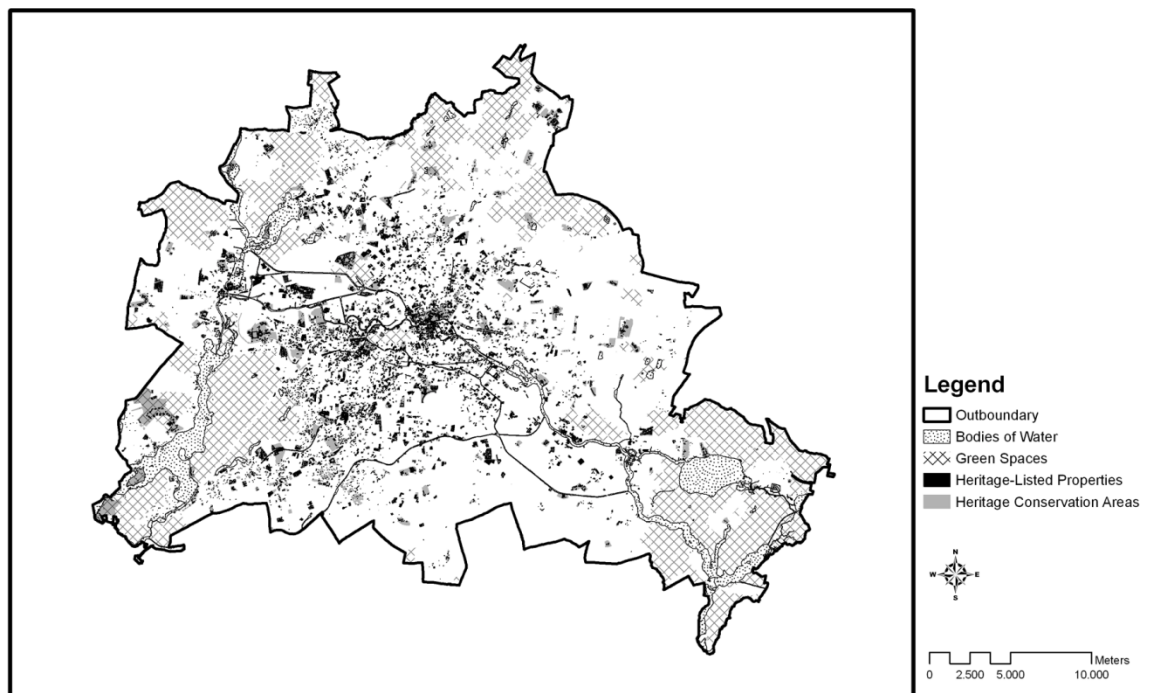 Legend
Outboundary
Bodies of Water
Green Spaces
Heritage-Listed Properties
Heritage Conservation Areas
N
W E
S
Meters
0 2.500 5.000 10.000